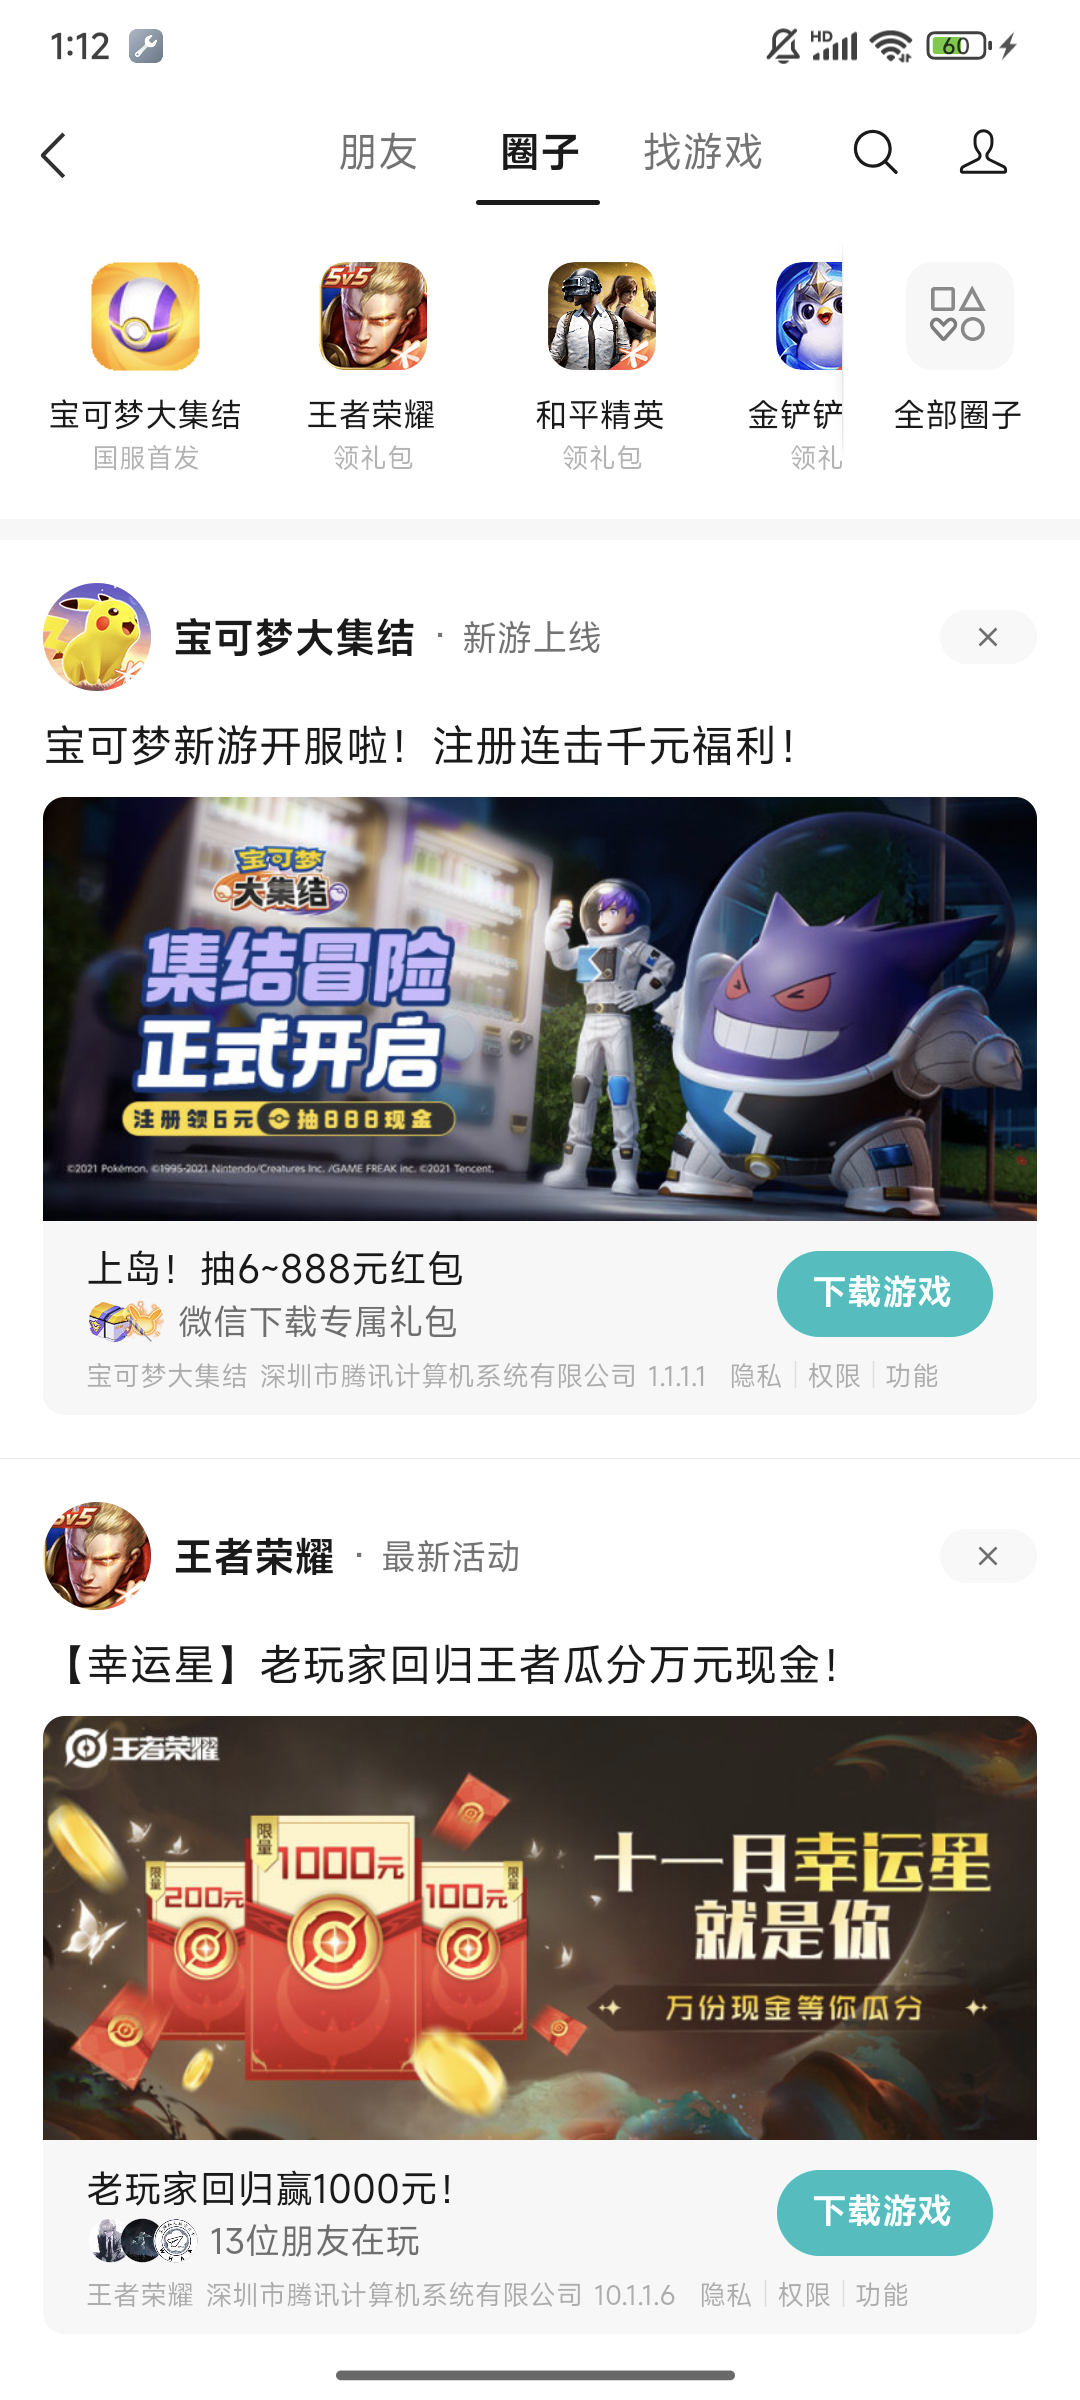 1:12
HD
60
朋友
圈子
找游戏
5v5
宝可梦大集结
王者荣耀
和平精英
金铲铲
全部圈子
国服首发
领礼包
领礼包
领礼
宝可梦大集结 · 新游上线
宝可梦新游开服啦！注册连击千元福利！
宝可梦
大集结
集结冒险
正式开启
注册领6元 抽888现金
©2021 Pokémon. ©1995-2021 Nintendo/Creatures Inc. /GAME FREAK inc. ©2021 Tencent.
上岛！抽6~888元红包
微信下载专属礼包
下载游戏
宝可梦大集结 深圳市腾讯计算机系统有限公司 1.1.1.1 隐私 | 权限 | 功能
5v5
王者荣耀 · 最新活动
【幸运星】老玩家回归王者瓜分万元现金！
王者荣耀
限量
1000元
限量
200元
限量
100元
十一月幸运星
就是你
万份现金等你瓜分
老玩家回归赢1000元！
13位朋友在玩
下载游戏
王者荣耀 深圳市腾讯计算机系统有限公司 10.1.1.6 隐私 | 权限 | 功能